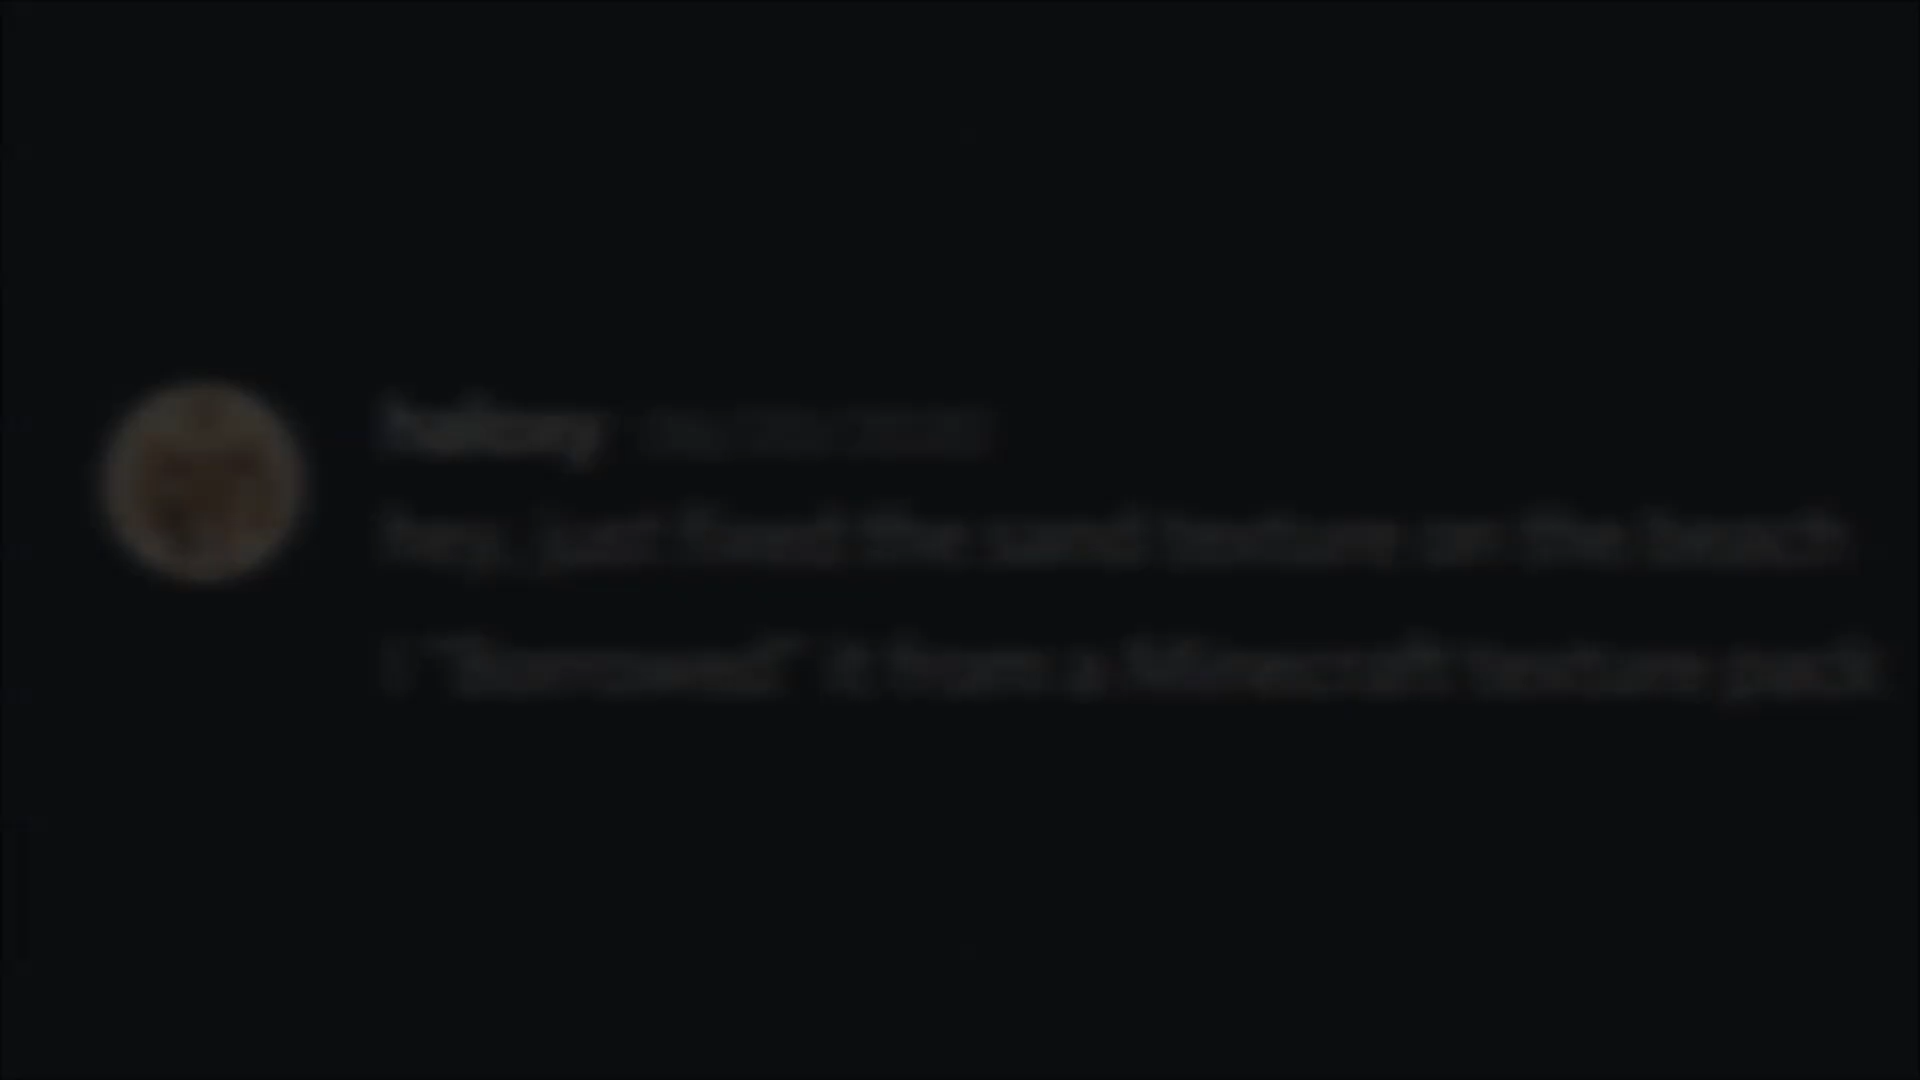 hey, just fixed the sand texture on the beach
I "Borrowed" it from a Minecraft texture pack